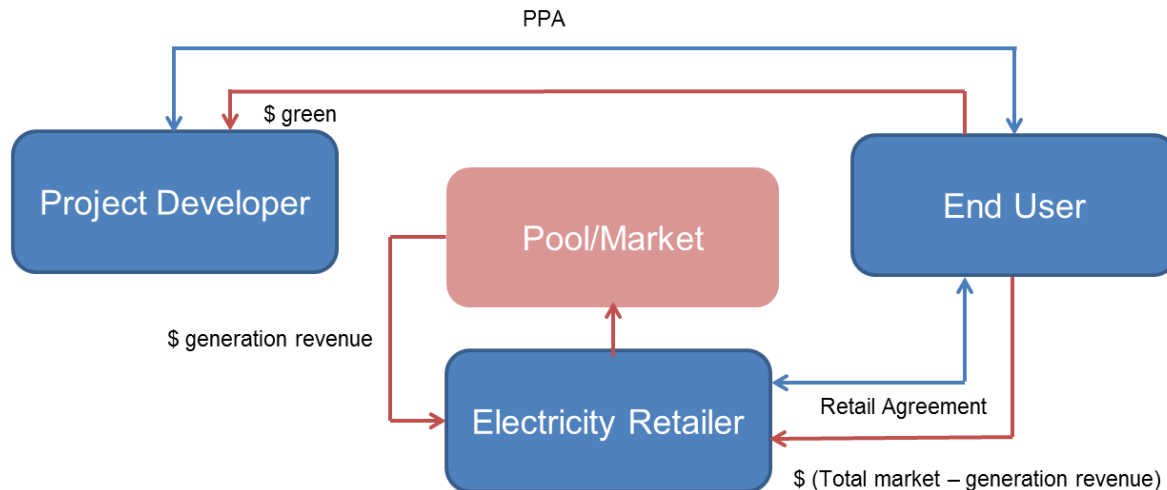 PPA
$ green
Project Developer
End User
Pool/Market
$ generation revenue
Electricity Retailer
Retail Agreement
$ (Total market – generation revenue)